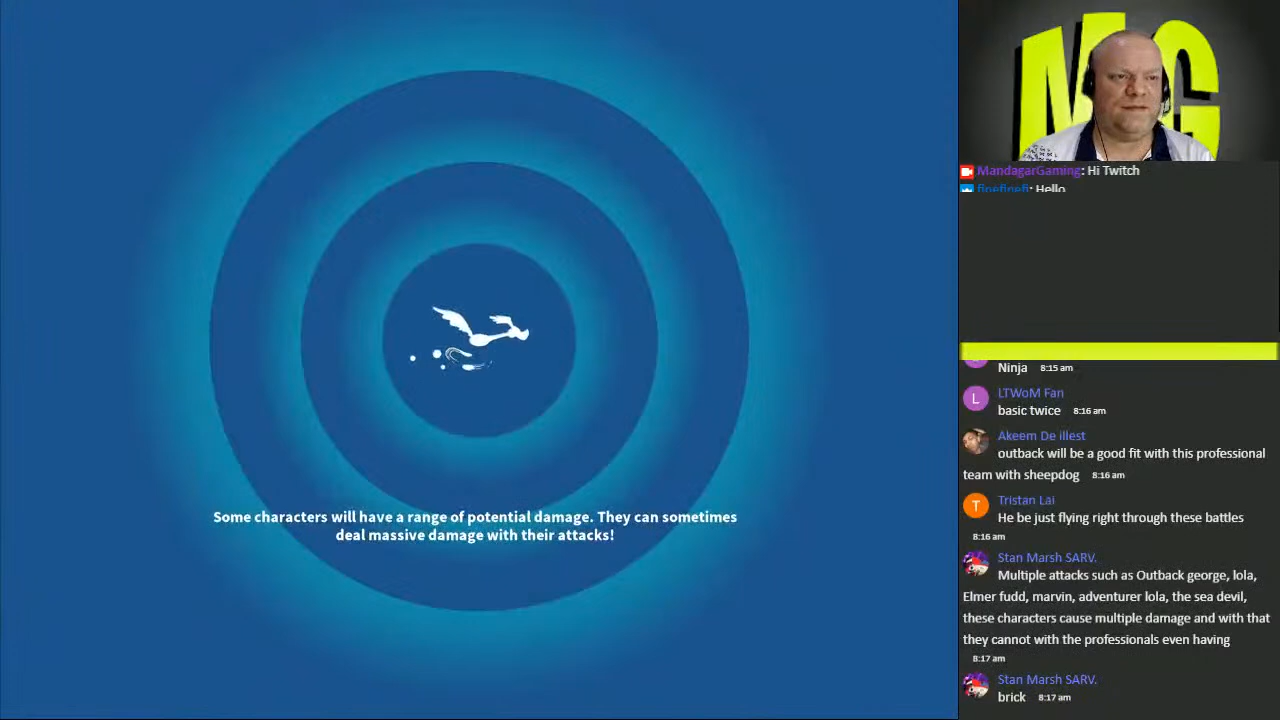 MG
MandagarGaming: Hi Twitch
finefinefi: Hello
Some characters will have a range of potential damage. They can sometimes
deal massive damage with their attacks!
Ninja 8:15 am
L
LTWoM Fan
basic twice 8:16 am
Akeem De illest
outback will be a good fit with this professional
team with sheepdog 8:16 am
T
Tristan Lai
He be just flying right through these battles
8:16 am
Stan Marsh SARV.
Multiple attacks such as Outback george, lola,
Elmer fudd, marvin, adventurer lola, the sea devil,
these characters cause multiple damage and with that
they cannot with the professionals even having
8:17 am
Stan Marsh SARV.
brick 8:17 am